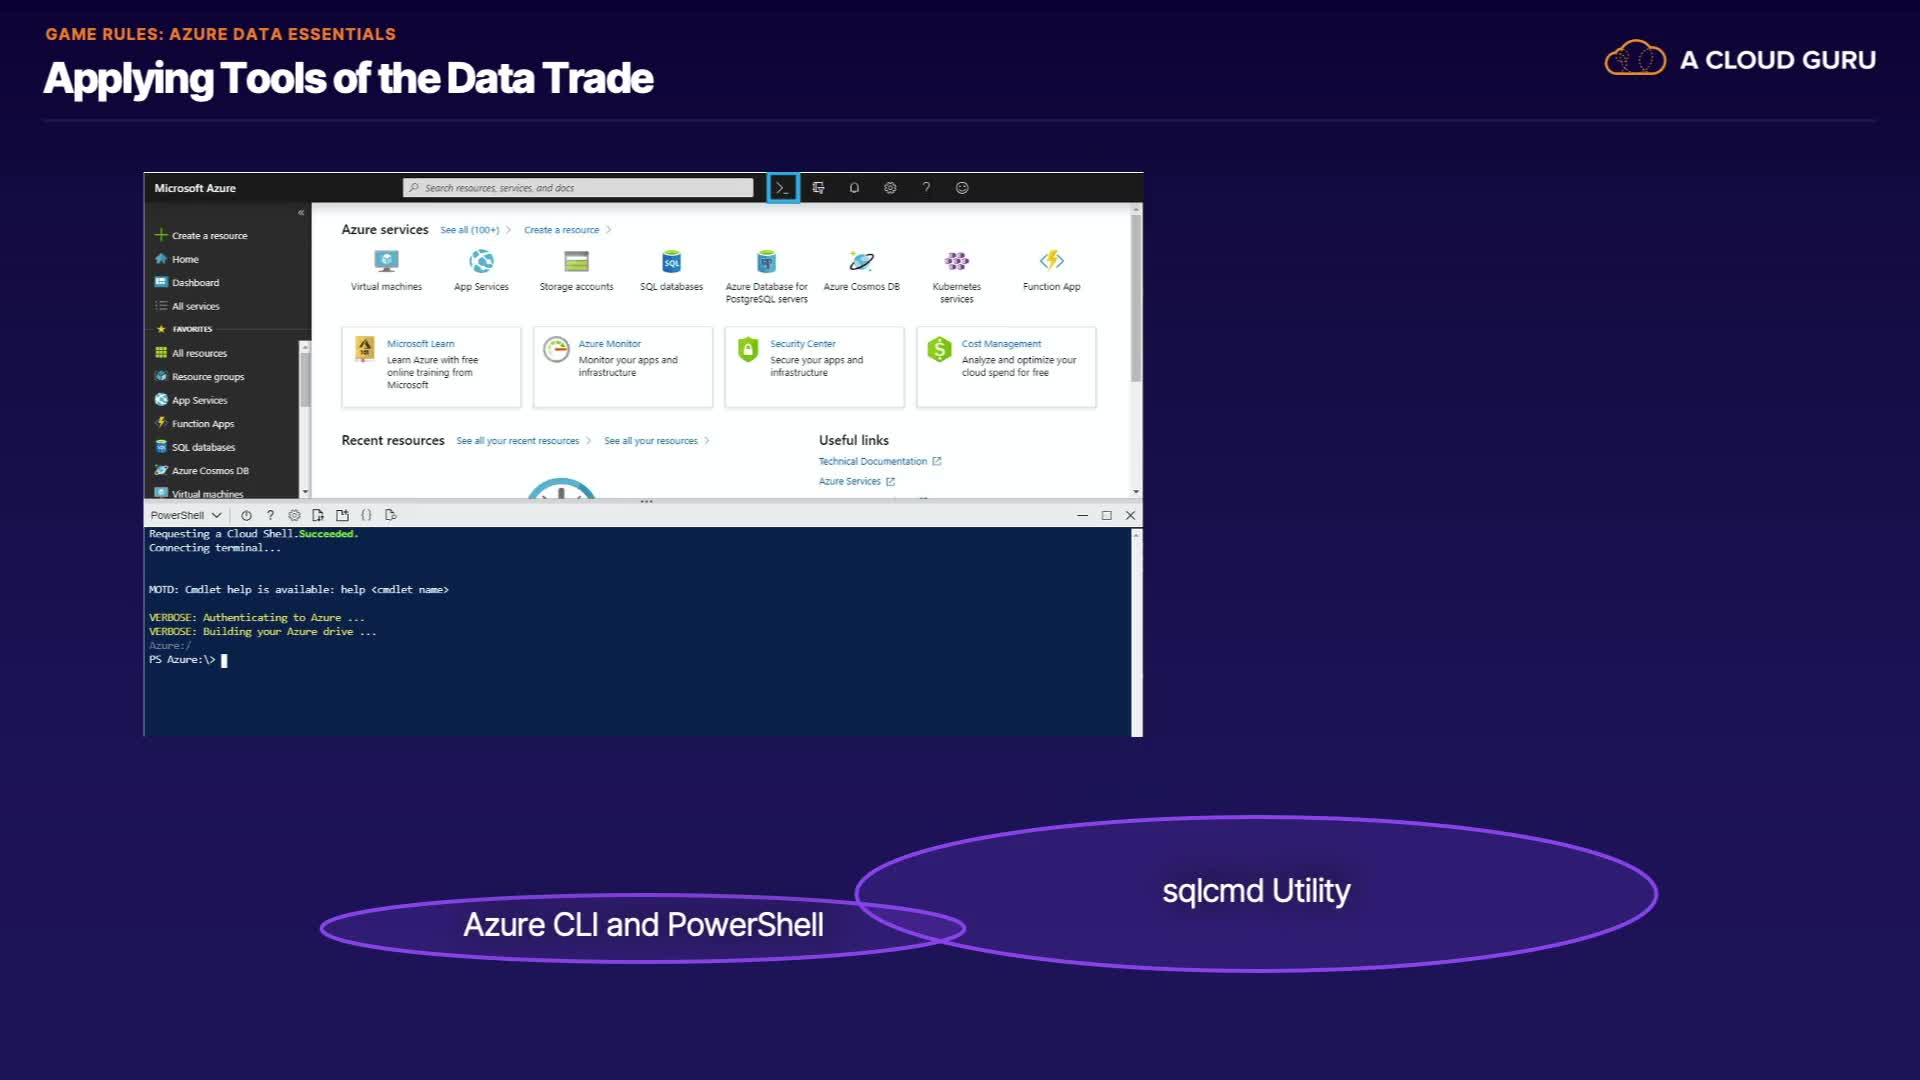 GAME RULES: AZURE DATA ESSENTIALS
Applying Tools of the Data Trade
A CLOUD GURU
Microsoft Azure
Search resources, services, and docs
>_
?
«
Create a resource
Home
Dashboard
All services
FAVORITES
All resources
Resource groups
App Services
Function Apps
SQL databases
Azure Cosmos DB
Virtual machines
Azure services See all (100+) > Create a resource >
Virtual machines
App Services
Storage accounts
SQL
SQL databases
Azure Database for
PostgreSQL servers
Azure Cosmos DB
Kubernetes
services
Function App
Microsoft Learn
Learn Azure with free
online training from
Microsoft
Azure Monitor
Monitor your apps and
infrastructure
Security Center
Secure your apps and
infrastructure
$
Cost Management
Analyze and optimize your
cloud spend for free
Recent resources See all your recent resources > See all your resources >
Useful links
Technical Documentation
Azure Services
PowerShell
? { }
Requesting a Cloud Shell.Succeeded.
Connecting terminal...
MOTD: Cmdlet help is available: help <cmdlet name>
VERBOSE: Authenticating to Azure ...
VERBOSE: Building your Azure drive ...
Azure:/
PS Azure:\>
Azure CLI and PowerShell
sqlcmd Utility